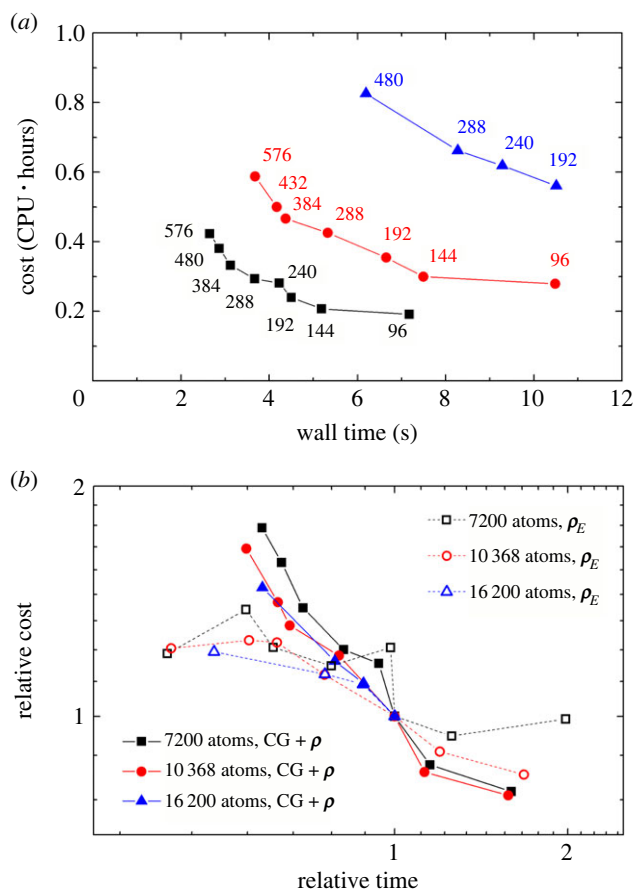 (a)
1.0
0.8
0.6
0.4
0.2
0
cost (CPU · hours)
480
288
240
192
576
432
384
288
192
144
96
576
480
384
288
240
192
144
96
2
4
6
8
10
12
wall time (s)
(b)
2
1
relative cost
7200 atoms, ρE
10 368 atoms, ρE
16 200 atoms, ρE
7200 atoms, CG + ρ
10 368 atoms, CG + ρ
16 200 atoms, CG + ρ
1
2
relative time